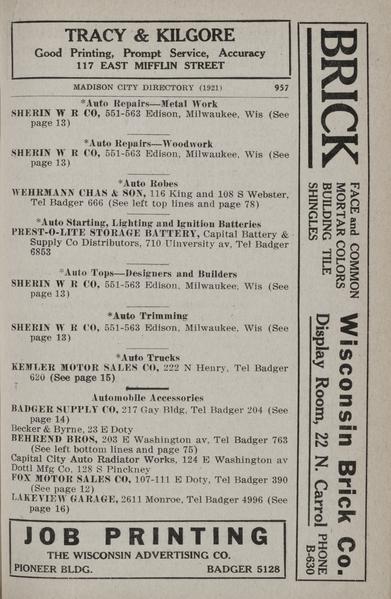 TRACY & KILGORE
Good Printing, Prompt Service, Accuracy
117 EAST MIFFLIN STREET
MADISON CITY DIRECTORY (1921) 957
*Auto Repairs—Metal Work
SHERIN W R CO, 551-563 Edison, Milwaukee, Wis (See
page 13)
*Auto Repairs—Woodwork
SHERIN W R CO, 551-563 Edison, Milwaukee, Wis (See
page 13)
*Auto Robes
WEHRMANN CHAS & SON, 116 King and 108 S Webster,
Tel Badger 666 (See left top lines and page 78)
*Auto Starting, Lighting and Ignition Batteries
PREST-O-LITE STORAGE BATTERY, Capital Battery &
Supply Co Distributors, 710 Uinversity av, Tel Badger
6853
*Auto Tops—Designers and Builders
SHERIN W R CO, 551-563 Edison, Milwaukee, Wis (See
page 13)
*Auto Trimming
SHERIN W R CO, 551-563 Edison, Milwaukee, Wis (See
page 13)
*Auto Trucks
KEMLER MOTOR SALES CO, 222 N Henry, Tel Badger
620 (See page 15)
Automobile Accessories
BADGER SUPPLY CO, 217 Gay Bldg, Tel Badger 204 (See
page 14)
Becker & Byrne, 23 E Doty
BEHREND BROS, 203 E Washington av, Tel Badger 763
(See left bottom lines and page 75)
Capital City Auto Radiator Works, 124 E Washington av
Dottl Mfg Co, 128 S Pinckney
FOX MOTOR SALES CO, 107-111 E Doty, Tel Badger 390
(See page 12)
LAKEVIEW GARAGE, 2611 Monroe, Tel Badger 4996 (See
page 16)
JOB PRINTING
THE WISCONSIN ADVERTISING CO.
PIONEER BLDG. BADGER 5128
BRICK
FACE and COMMON
MORTAR COLORS
BUILDING TILE
SHINGLES
Wisconsin Brick Co.
Display Room, 22 N. Carrol
PHONE
B-630